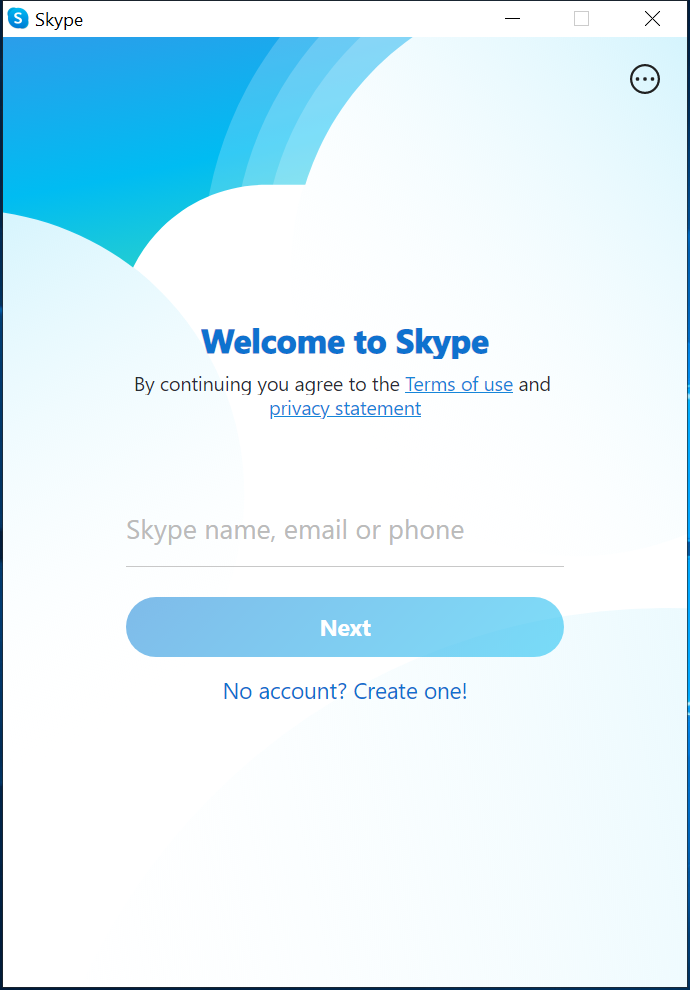 Skype
Welcome to Skype
By continuing you agree to the Terms of use and
privacy statement
Skype name, email or phone
Next
No account? Create one!